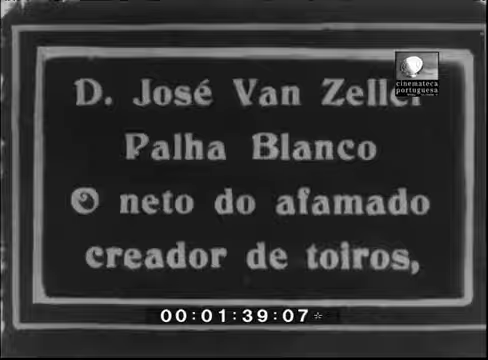 D. José Van Zeller
Palha Blanco
O neto do afamado
creador de toiros,
cinemateca
portuguesa
00:01:39:07*